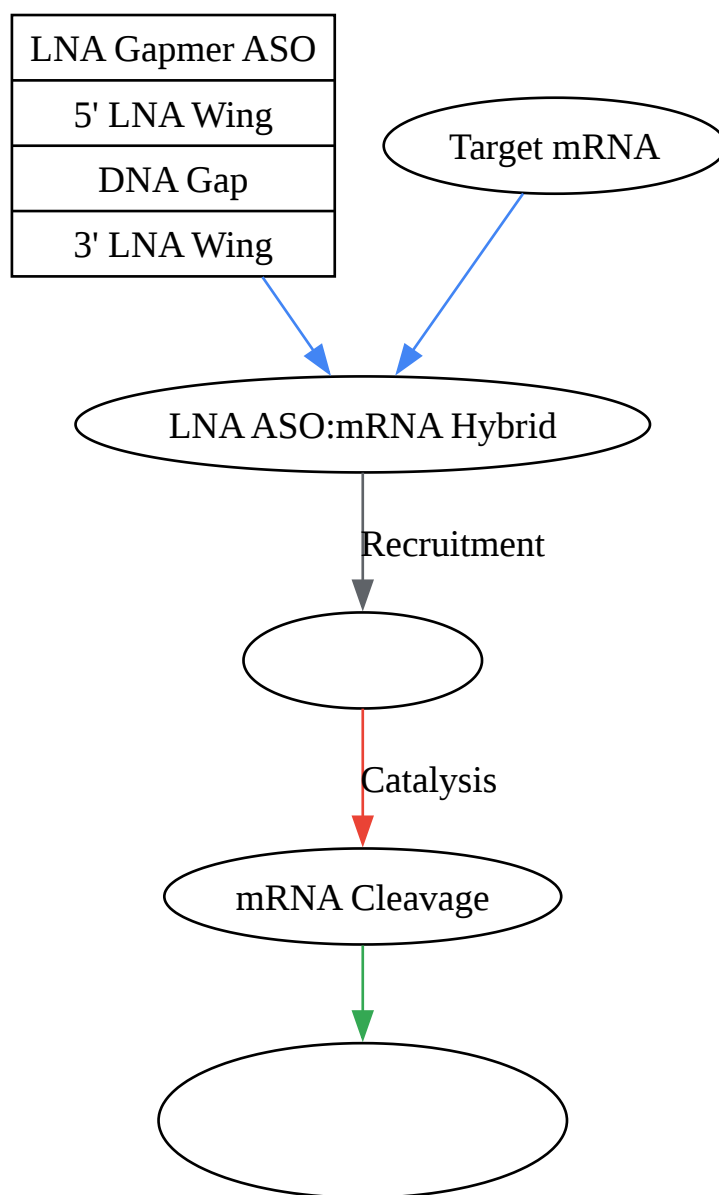 LNA Gapmer ASO
5' LNA Wing
DNA Gap
3' LNA Wing
Target mRNA
LNA ASO:mRNA Hybrid
Recruitment
Catalysis
mRNA Cleavage